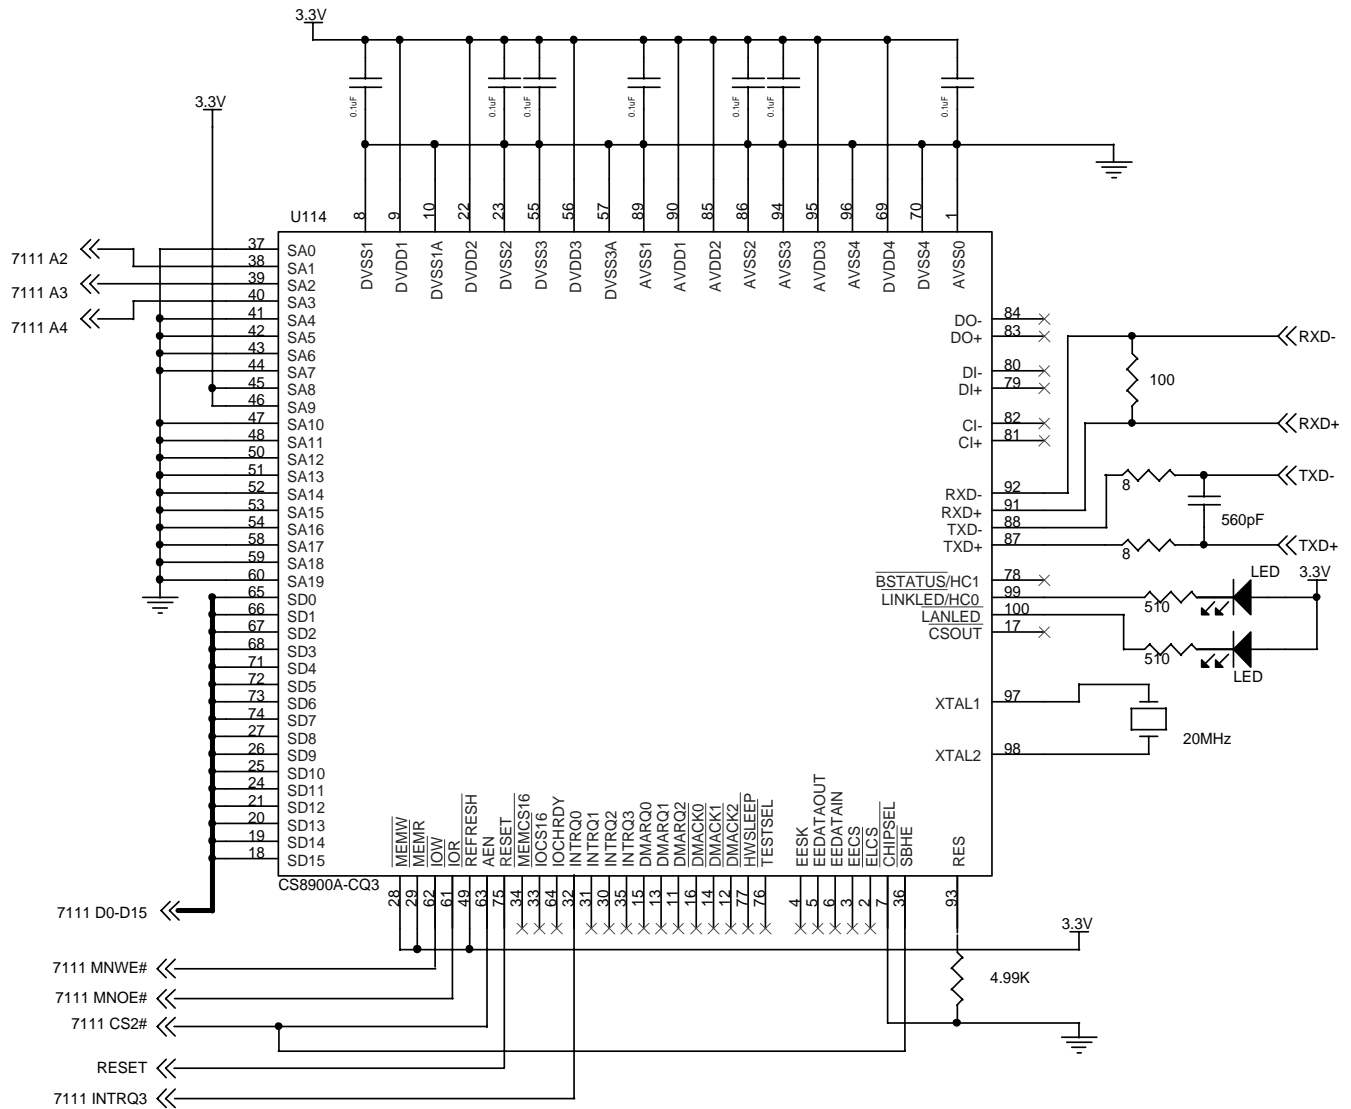 3.3V
0.1uF 0.1uF 0.1uF 0.1uF 0.1uF 0.1uF 0.1uF
3.3V
U114
8 9 10 22 23 55 56 57 89 90 85 86 94 95 96 69 70 1
DVSS1 DVDD1 DVSS1A DVDD2 DVSS2 DVSS3 DVDD3 DVSS3A AVSS1 AVDD1 AVDD2 AVSS2 AVSS3 AVDD3 AVSS4 DVDD4 DVSS4 AVSS0
7111 A2
7111 A3
7111 A4
37 SA0
38 SA1
39 SA2
40 SA3
41 SA4
42 SA5
43 SA6
44 SA7
45 SA8
46 SA9
47 SA10
48 SA11
50 SA12
51 SA13
52 SA14
53 SA15
54 SA16
58 SA17
59 SA18
60 SA19
65 SD0
66 SD1
67 SD2
68 SD3
71 SD4
72 SD5
73 SD6
74 SD7
27 SD8
26 SD9
25 SD10
24 SD11
21 SD12
20 SD13
19 SD14
18 SD15
DO- 84
DO+ 83
DI- 80
DI+ 79
CI- 82
CI+ 81
RXD- 92
RXD+ 91
TXD- 88
TXD+ 87
BSTATUS/HC1 78
LINKLED/HC0 99
LANLED 100
CSOUT 17
XTAL1 97
XTAL2 98
RXD-
100
RXD+
TXD-
8
560pF
8
TXD+
LED
3.3V
510
510
LED
20MHz
MEMW MEMR IOW IOR REFRESH AEN RESET MEMCS16 IOCS16 IOCHRDY INTRQ0 INTRQ1 INTRQ2 INTRQ3 DMARQ0 DMARQ1 DMARQ2 DMACK0 DMACK1 DMACK2 HWSLEEP TESTSEL EESK EEDATAOUT EEDATAIN EECS ELCS CHIPSEL SBHE RES
CS8900A-CQ3
28 29 62 61 49 63 75 34 33 64 32 31 30 35 15 13 11 16 14 12 77 76 4 5 6 3 2 7 36 93
7111 D0-D15
3.3V
7111 MNWE#
4.99K
7111 MNOE#
7111 CS2#
RESET
7111 INTRQ3